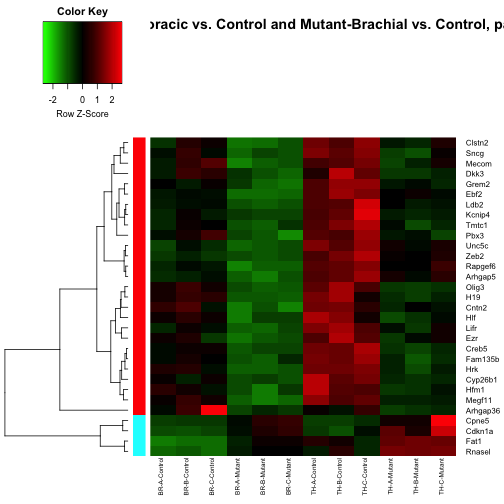 Color Key
-2 0 1 2
Row Z-Score
oracic vs. Control and Mutant-Brachial vs. Control, p
Clstn2
Sncg
Mecom
Dkk3
Grem2
Ebf2
Ldb2
Kcnip4
Tmtc1
Pbx3
Unc5c
Zeb2
Rapgef6
Arhgap5
Olig3
H19
Cntn2
Hlf
Lifr
Ezr
Creb5
Fam135b
Hrk
Cyp26b1
Hfm1
Megf11
Arhgap36
Cpne5
Cdkn1a
Fat1
Rnasel
BR-A-Control
BR-B-Control
BR-C-Control
BR-A-Mutant
BR-B-Mutant
BR-C-Mutant
TH-A-Control
TH-B-Control
TH-C-Control
TH-A-Mutant
TH-B-Mutant
TH-C-Mutant